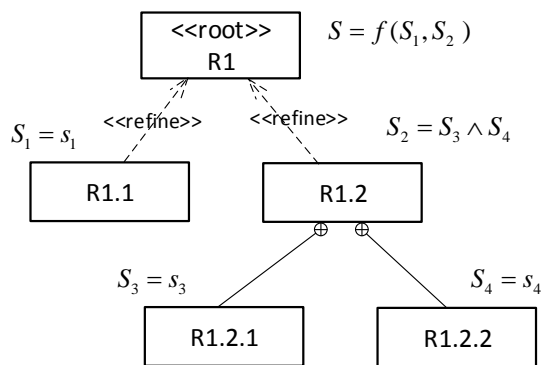 <<root>>
R1
S = f(S₁, S₂)
<<refine>>
<<refine>>
S₁ = s₁
S₂ = S₃ ∧ S₄
R1.1
R1.2
S₃ = s₃
S₄ = s₄
R1.2.1
R1.2.2